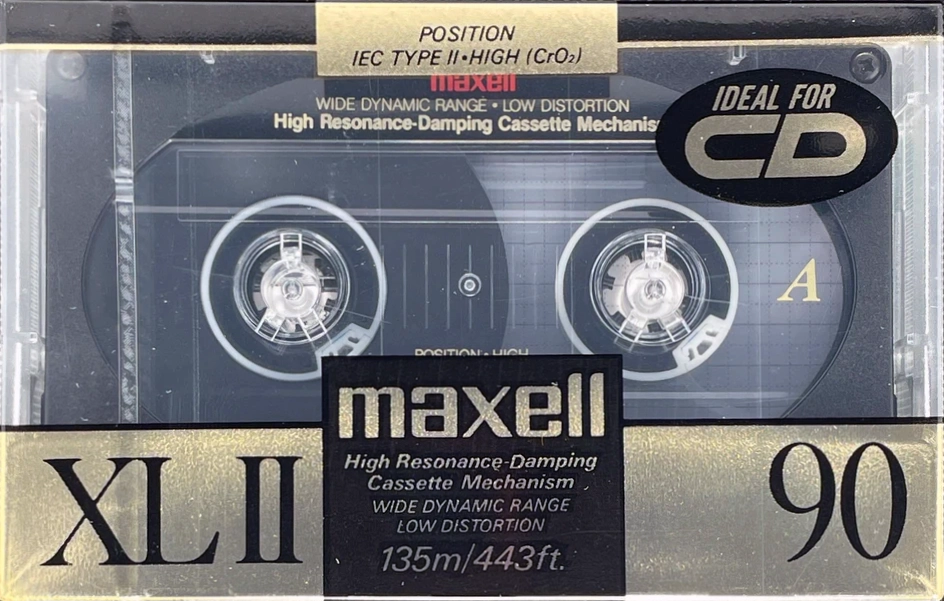 POSITION
IEC TYPE II•HIGH (CrO₂)
maxell
WIDE DYNAMIC RANGE • LOW DISTORTION
High Resonance-Damping Cassette Mechanis
IDEAL FOR
CD
A
POSITION • HIGH
maxell
High Resonance-Damping
Cassette Mechanism
WIDE DYNAMIC RANGE
LOW DISTORTION
135m/443ft.
XL II
90